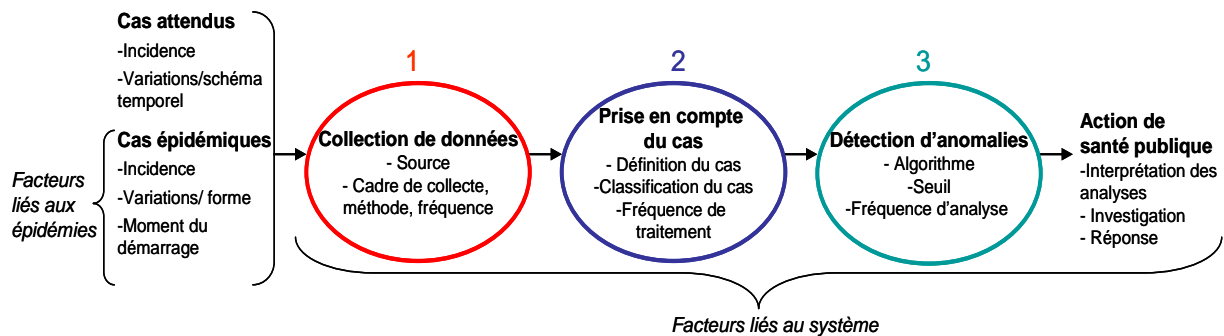 Cas attendus
-Incidence
-Variations/schéma
temporel
Cas épidémiques
-Incidence
-Variations/ forme
-Moment du
démarrage
Facteurs
liés aux
épidémies
1
Collection de données
- Source
- Cadre de collecte,
méthode, fréquence
2
Prise en compte
du cas
- Définition du cas
-Classification du cas
-Fréquence de
traitement
3
Détection d'anomalies
- Algorithme
- Seuil
-Fréquence d'analyse
Action de
santé publique
-Interprétation des
analyses
- Investigation
- Réponse
Facteurs liés au système